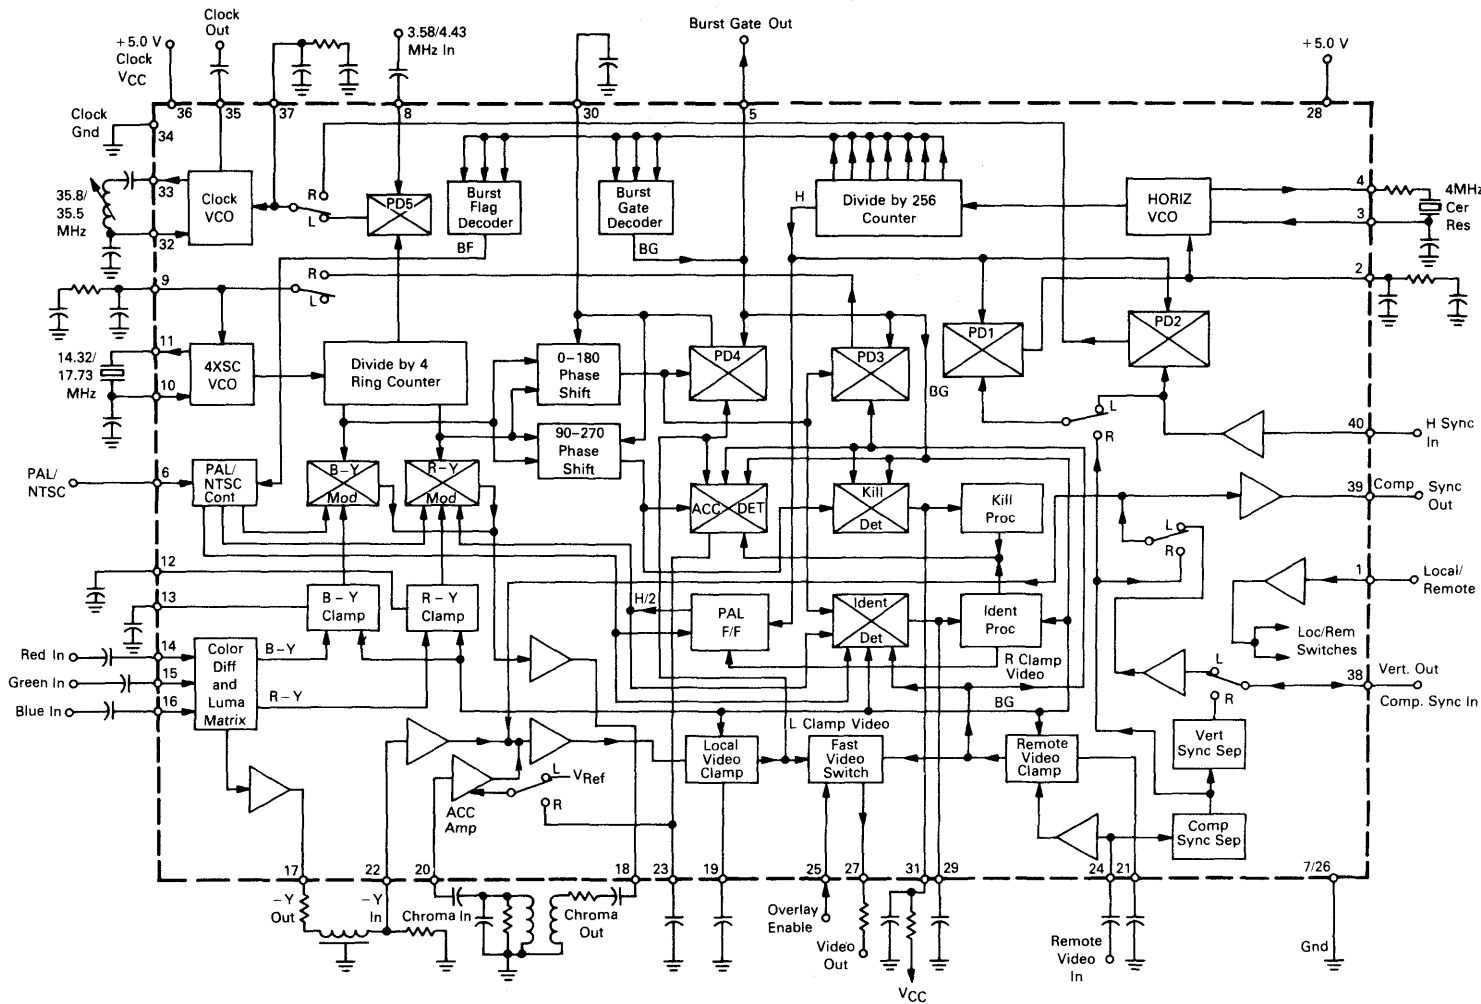 Clock
Out
+5.0 V
Clock
VCC
3.58/4.43
MHz In
Burst Gate Out
+5.0 V
36
35
37
8
30
5
28
Clock
Gnd
34
35.8/
35.5
MHz
33
32
Clock
VCO
R
L
PD5
Burst
Flag
Decoder
BF
Burst
Gate
Decoder
BG
H
Divide by 256
Counter
HORIZ
VCO
4
3
4MHz
Cer
Res
2
9
R
L
11
10
14.32/
17.73
MHz
4XSC
VCO
Divide by 4
Ring Counter
0-180
Phase
Shift
90-270
Phase
Shift
PD4
PD3
PD1
PD2
BG
L
R
40
H Sync
In
PAL/
NTSC
6
PAL/
NTSC
Cont
B-Y
Mod
R-Y
Mod
ACC
DET
Kill
Det
Kill
Proc
39
Comp Sync
Out
L
R
12
13
B-Y
Clamp
R-Y
Clamp
H/2
PAL
F/F
Ident
Det
Ident
Proc
1
Local/
Remote
Loc/Rem
Switches
Red In
14
Green In
15
Blue In
16
Color
Diff
and
Luma
Matrix
B-Y
R-Y
R Clamp
Video
BG
L
R
38
Vert. Out
Comp. Sync In
L Clamp Video
Local
Video
Clamp
Fast
Video
Switch
Remote
Video
Clamp
Vert
Sync Sep
Comp
Sync Sep
ACC
Amp
L
VRef
R
17
22
20
18
23
19
25
27
31
29
24
21
7/26
-Y
Out
-Y
In
Chroma In
Chroma
Out
Overlay
Enable
Video
Out
VCC
Remote
Video
In
Gnd